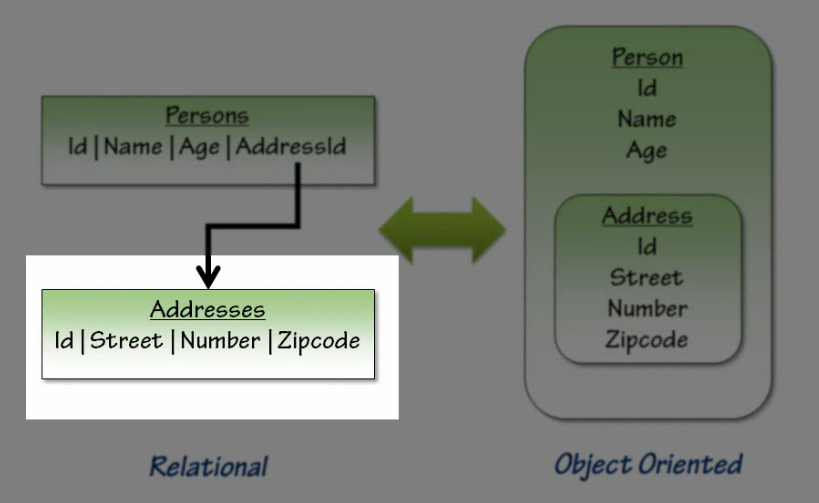 Persons
Id | Name | Age | AddressId
Addresses
Id | Street | Number | Zipcode
Relational
Person
Id
Name
Age
Address
Id
Street
Number
Zipcode
Object Oriented